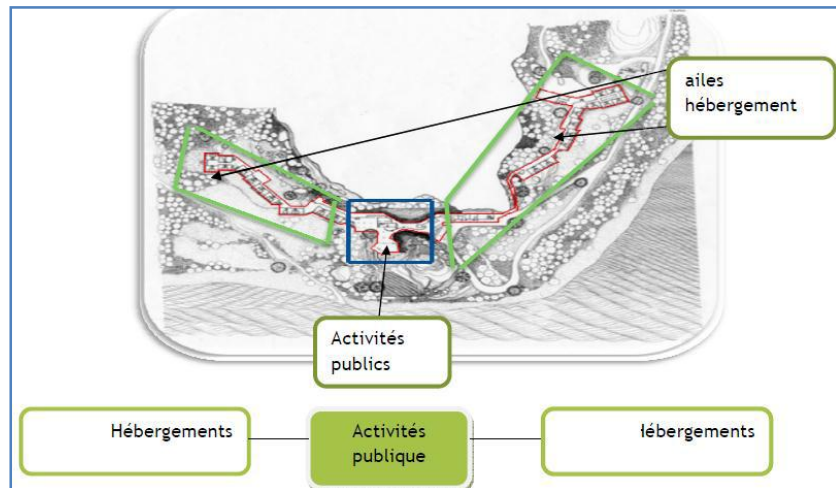 ailes
hébergement
Activités
publics
Hébergements
Activités
publique
lébergements